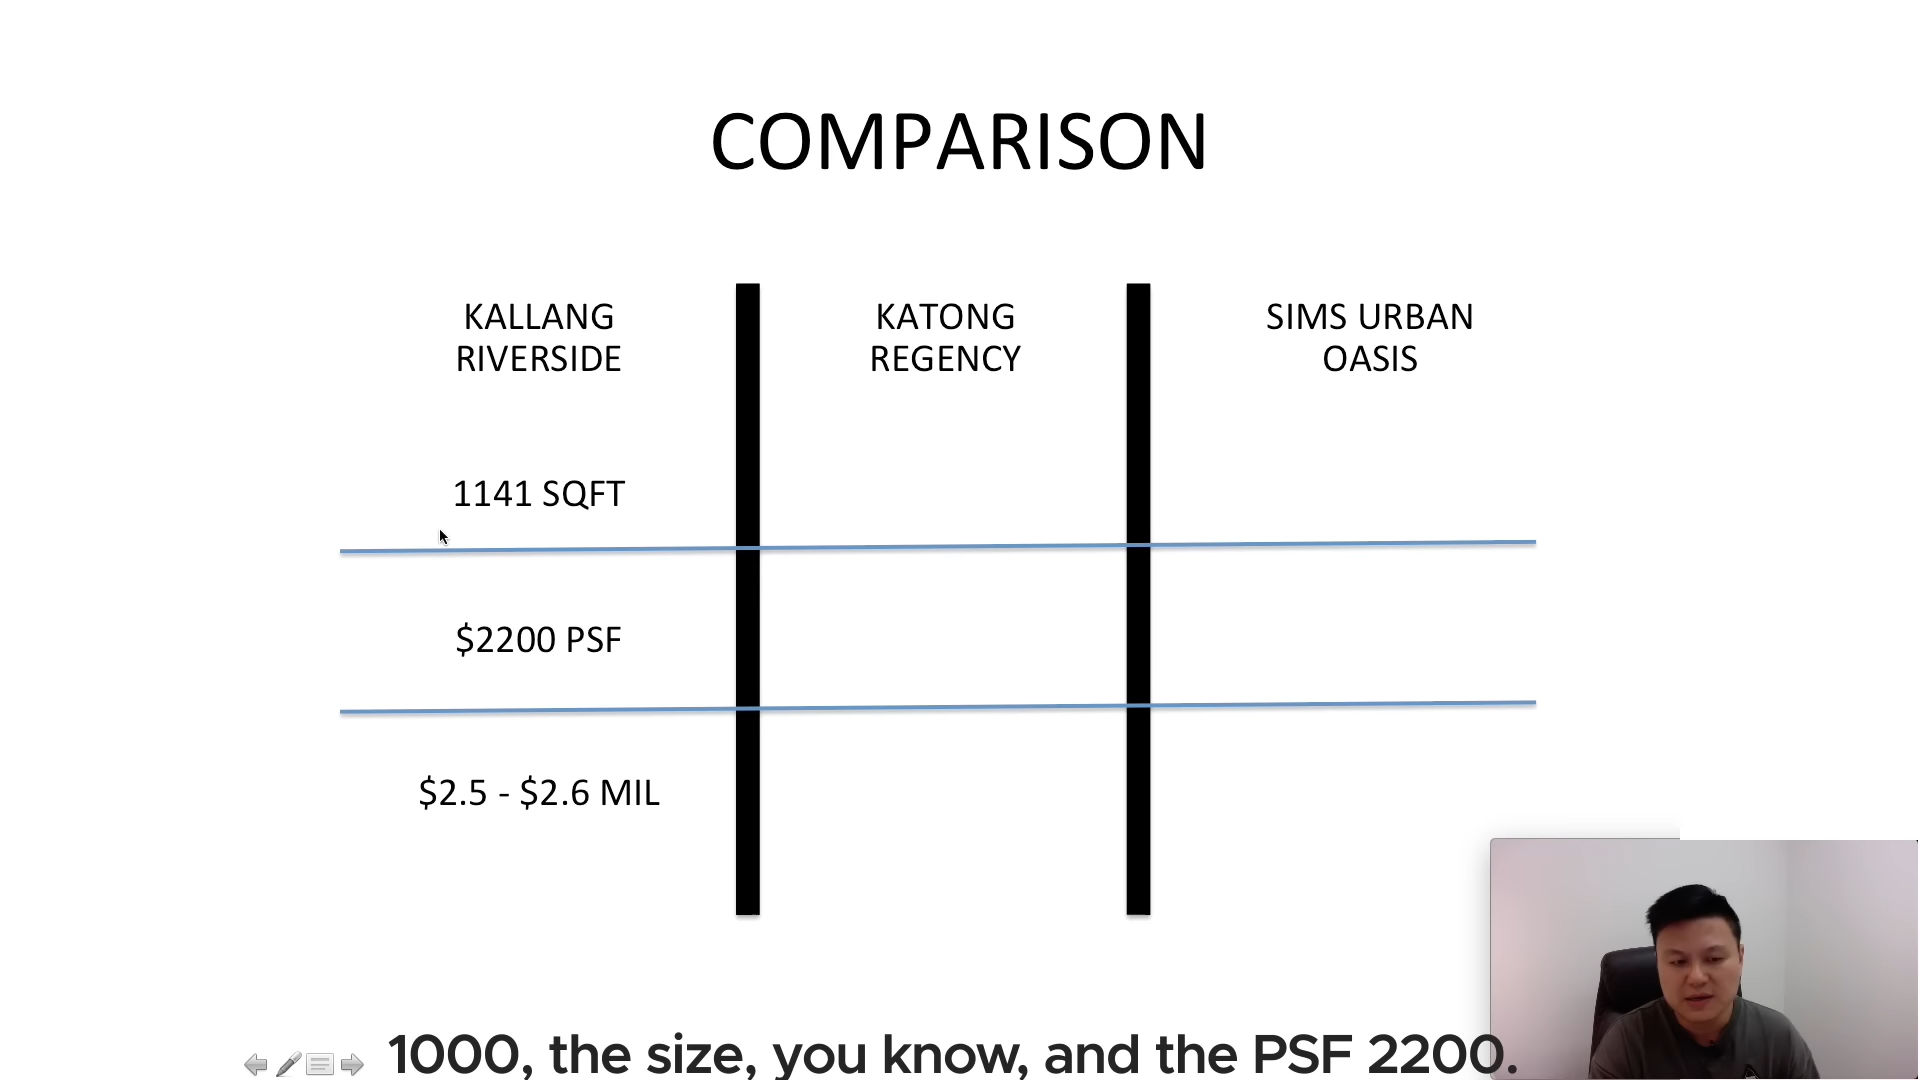 COMPARISON
KALLANG
RIVERSIDE
KATONG
REGENCY
SIMS URBAN
OASIS
1141 SQFT
$2200 PSF
$2.5 - $2.6 MIL
1000, the size, you know, and the PSF 2200.